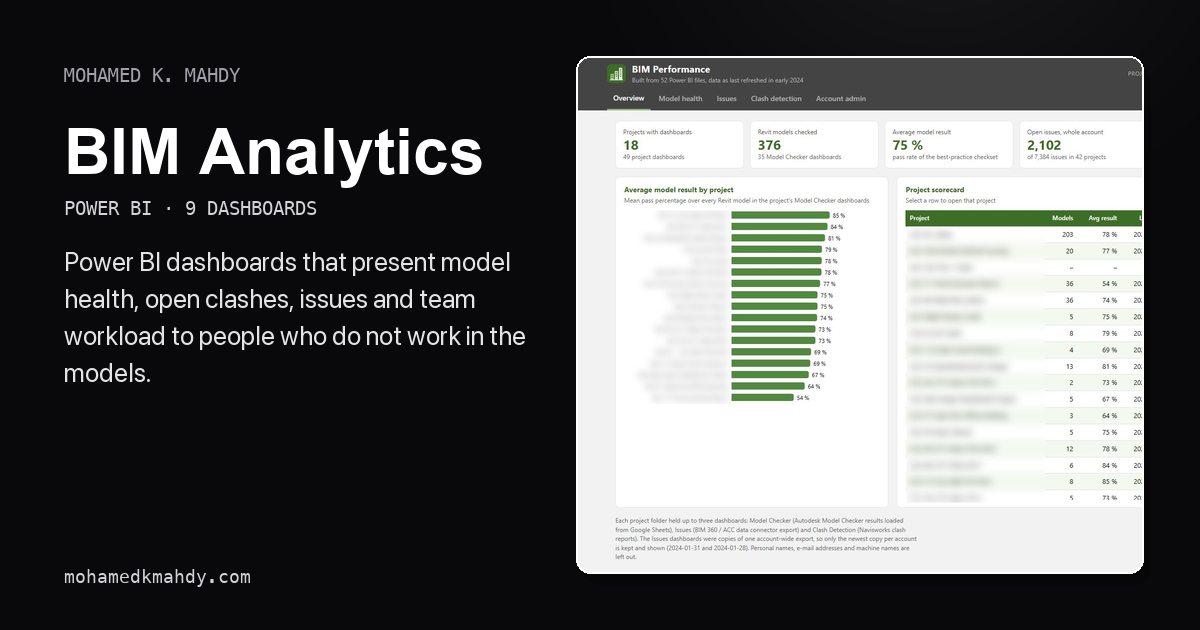 MOHAMED K. MAHDY
BIM Analytics
POWER BI · 9 DASHBOARDS
Power BI dashboards that present model
health, open clashes, issues and team
workload to people who do not work in the
models.
mohamedkmahdy.com
BIM Performance
Built from 52 Power BI files, data as last refreshed in early 2024
Overview Model health Issues Clash detection Account admin
Projects with dashboards
18
49 project dashboards
Revit models checked
376
35 Model Checker dashboards
Average model result
75 %
pass rate of the best-practice checkset
Open issues, whole account
2,102
of 7,384 issues in 42 projects
Average model result by project
Mean pass percentage over every Revit model in the project's Model Checker dashboards
85 %
84 %
81 %
79 %
78 %
78 %
77 %
75 %
75 %
74 %
73 %
73 %
69 %
69 %
67 %
64 %
54 %
Project scorecard
Select a row to open that project
Project Models Avg result
203 78 %
20 77 %
– –
36 54 %
36 74 %
5 75 %
8 79 %
4 69 %
13 81 %
2 73 %
5 67 %
3 64 %
5 75 %
12 78 %
6 84 %
8 85 %
5 73 %
Each project folder held up to three dashboards: Model Checker (Autodesk Model Checker results loaded
from Google Sheets), Issues (BIM 360 / ACC data connector export) and Clash Detection (Navisworks clash
reports). The Issues dashboards were copies of one account-wide export, so only the newest copy per account
is kept and shown (2024-01-31 and 2024-01-28). Personal names, e-mail addresses and machine names are
left out.